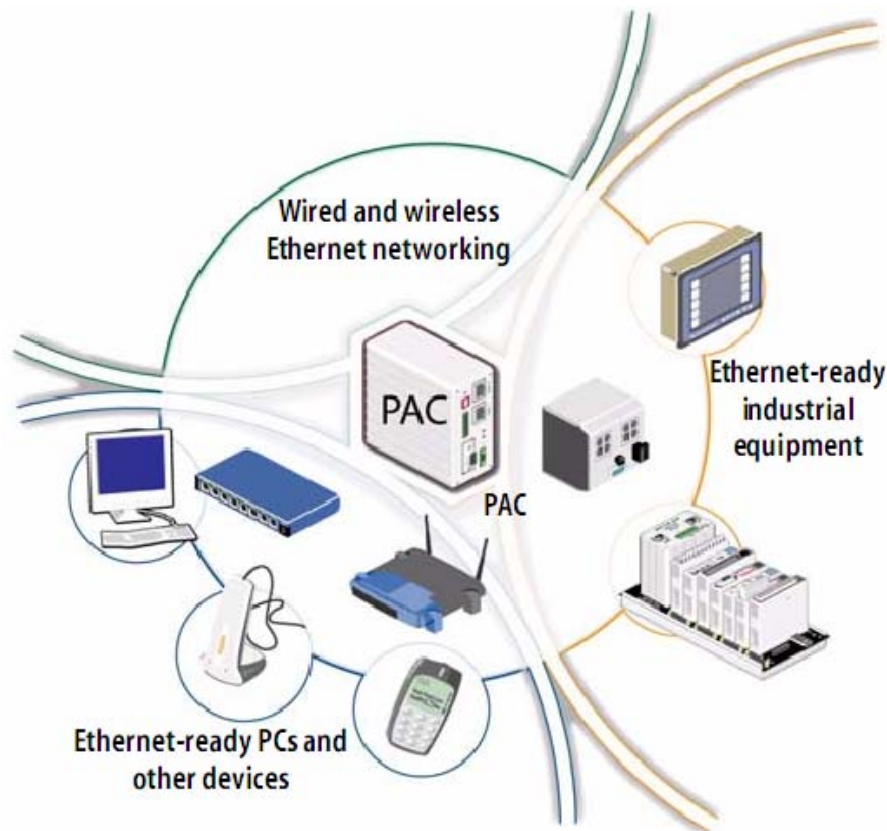 Wired and wireless
Ethernet networking
PAC
Ethernet-ready
industrial
equipment
PAC
Ethernet-ready PCs and
other devices